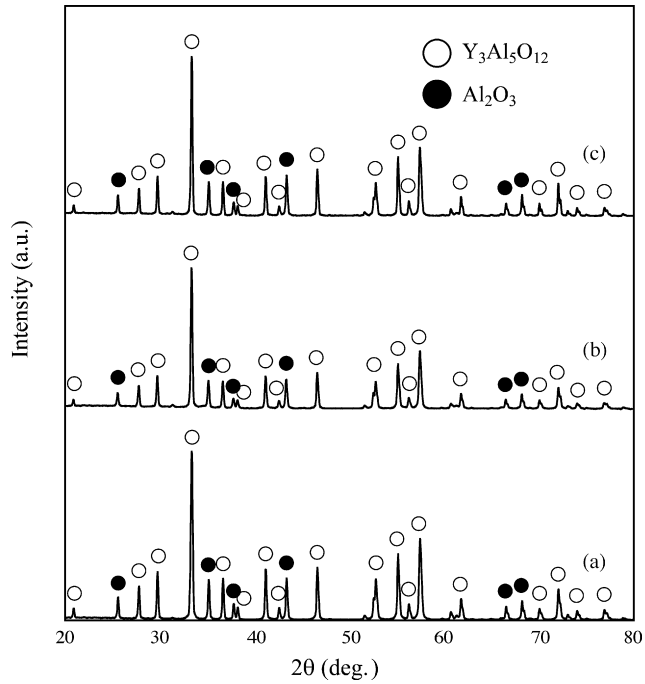 Y₃Al₅O₁₂
Al₂O₃
(c)
(b)
(a)
Intensity (a.u.)
20 30 40 50 60 70 80
2θ (deg.)